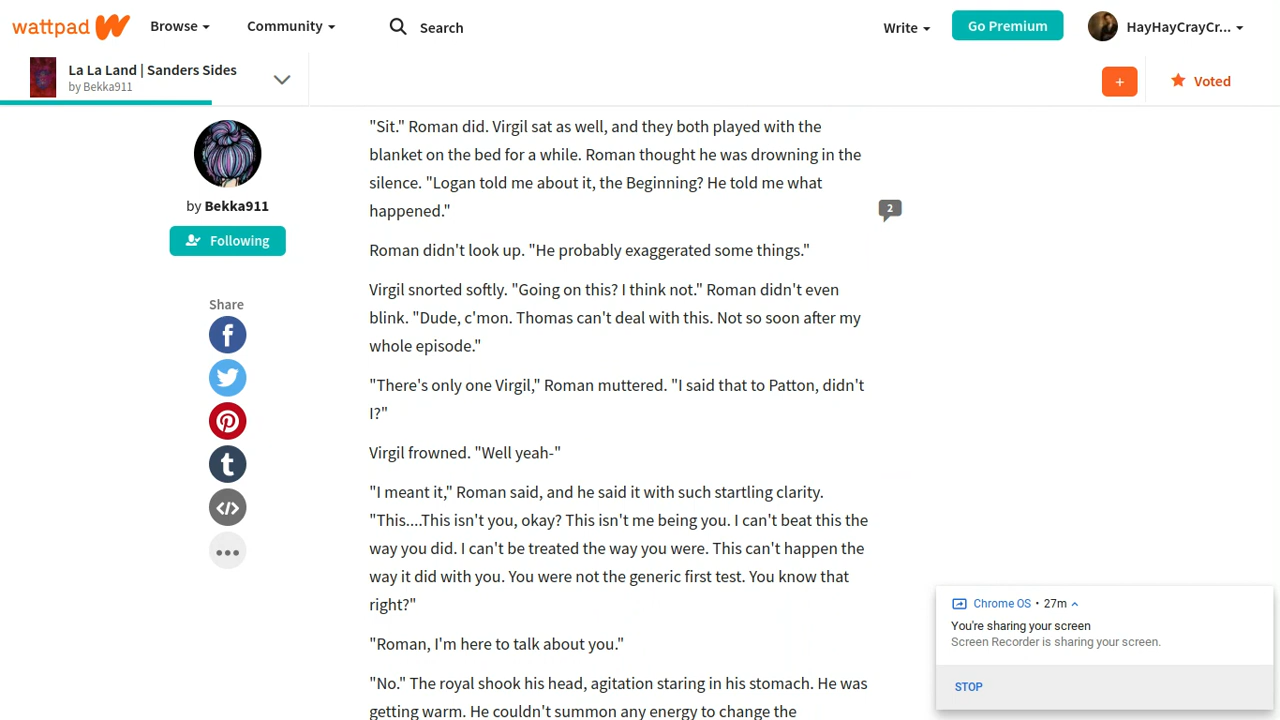 wattpad
Browse
Community
Search
Write
Go Premium
HayHayCrayCr...
La La Land | Sanders Sides
by Bekka911
+
Voted
by Bekka911
Following
Share
"Sit." Roman did. Virgil sat as well, and they both played with the
blanket on the bed for a while. Roman thought he was drowning in the
silence. "Logan told me about it, the Beginning? He told me what
happened."
2
Roman didn't look up. "He probably exaggerated some things."
Virgil snorted softly. "Going on this? I think not." Roman didn't even
blink. "Dude, c'mon. Thomas can't deal with this. Not so soon after my
whole episode."
"There's only one Virgil," Roman muttered. "I said that to Patton, didn't
I?"
Virgil frowned. "Well yeah-"
"I meant it," Roman said, and he said it with such startling clarity.
"This....This isn't you, okay? This isn't me being you. I can't beat this the
way you did. I can't be treated the way you were. This can't happen the
way it did with you. You were not the generic first test. You know that
right?"
"Roman, I'm here to talk about you."
"No." The royal shook his head, agitation staring in his stomach. He was
getting warm. He couldn't summon any energy to change the
Chrome OS • 27m
You're sharing your screen
Screen Recorder is sharing your screen.
STOP